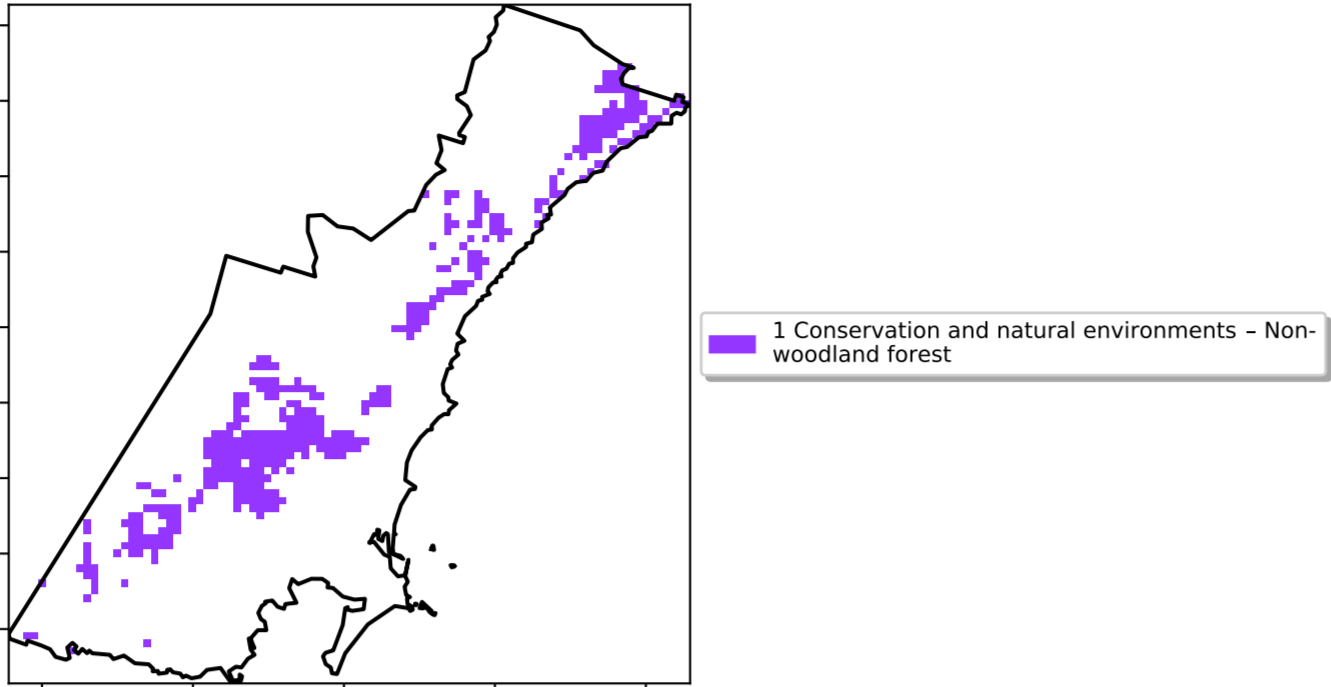 1 Conservation and natural environments – Non-
woodland forest